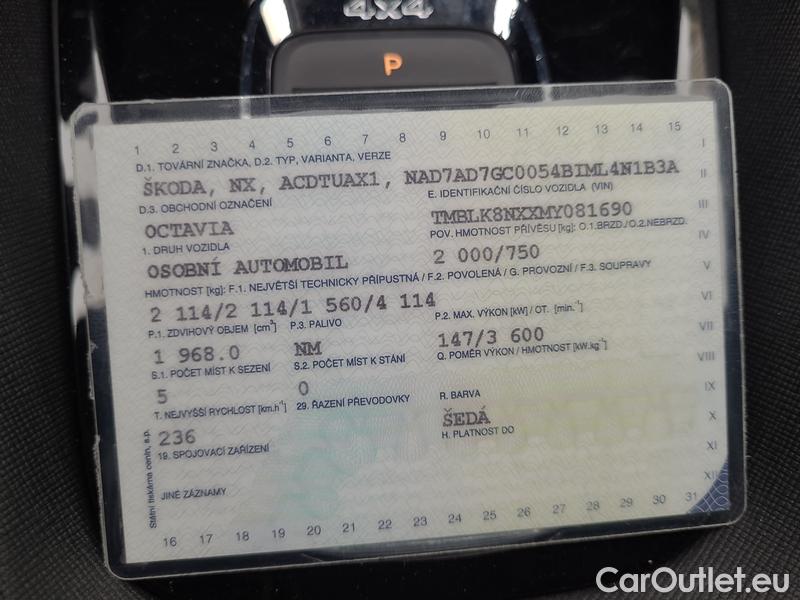 4x4
P
1 2 3 4 5 6 7 8 9 10 11 12 13 14 15
D.1. TOVÁRNÍ ZNAČKA, D.2. TYP, VARIANTA, VERZE
I
ŠKODA, NX, ACDTUAX1, NAD7AD7GC0054BIML4N1B3A
II
D.3. OBCHODNÍ OZNAČENÍ
E. IDENTIFIKAČNÍ ČÍSLO VOZIDLA (VIN)
OCTAVIA
TMBLK8NXXMY081690
III
1. DRUH VOZIDLA
POV. HMOTNOST PŘÍVĚSU [kg]: O.1.BRZD./O.2.NEBRZD.
OSOBNÍ AUTOMOBIL
2 000/750
IV
HMOTNOST [kg]: F.1. NEJVĚTŠÍ TECHNICKY PŘÍPUSTNÁ / F.2. POVOLENÁ / G. PROVOZNÍ / F.3. SOUPRAVY
V
2 114/2 114/1 560/4 114
VI
P.1. ZDVIHOVÝ OBJEM [cm³]
P.3. PALIVO
P.2. MAX. VÝKON [kW] / OT. [min.⁻¹]
1 968.0
NM
147/3 600
VII
S.1. POČET MÍST K SEZENÍ
S.2. POČET MÍST K STÁNÍ
Q. POMĚR VÝKON / HMOTNOST [kW.kg⁻¹]
VIII
5
0
T. NEJVYŠŠÍ RYCHLOST [km.h⁻¹]
29. ŘAZENÍ PŘEVODOVKY
R. BARVA
IX
236
ŠEDÁ
X
19. SPOJOVACÍ ZAŘÍZENÍ
H. PLATNOST DO
XI
JINÉ ZÁZNAMY
XII
Státní tiskárna cenin, s.p.
16 17 18 19 20 21 22 23 24 25 26 27 28 29 30 31
CarOutlet.eu